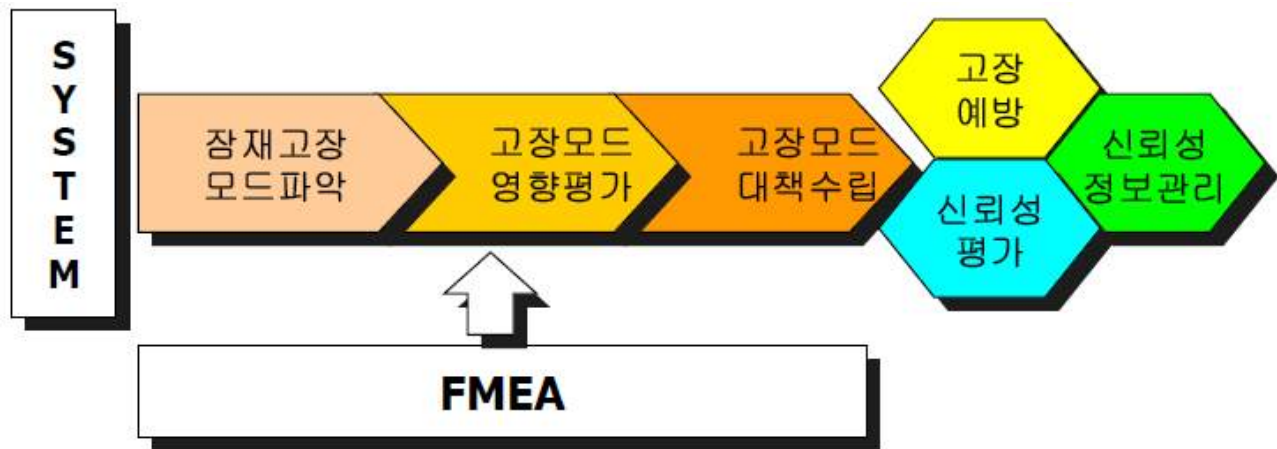 SYSTEM
잠재고장
모드파악
고장모드
영향평가
고장모드
대책수립
고장
예방
신뢰성
정보관리
신뢰성
평가
FMEA